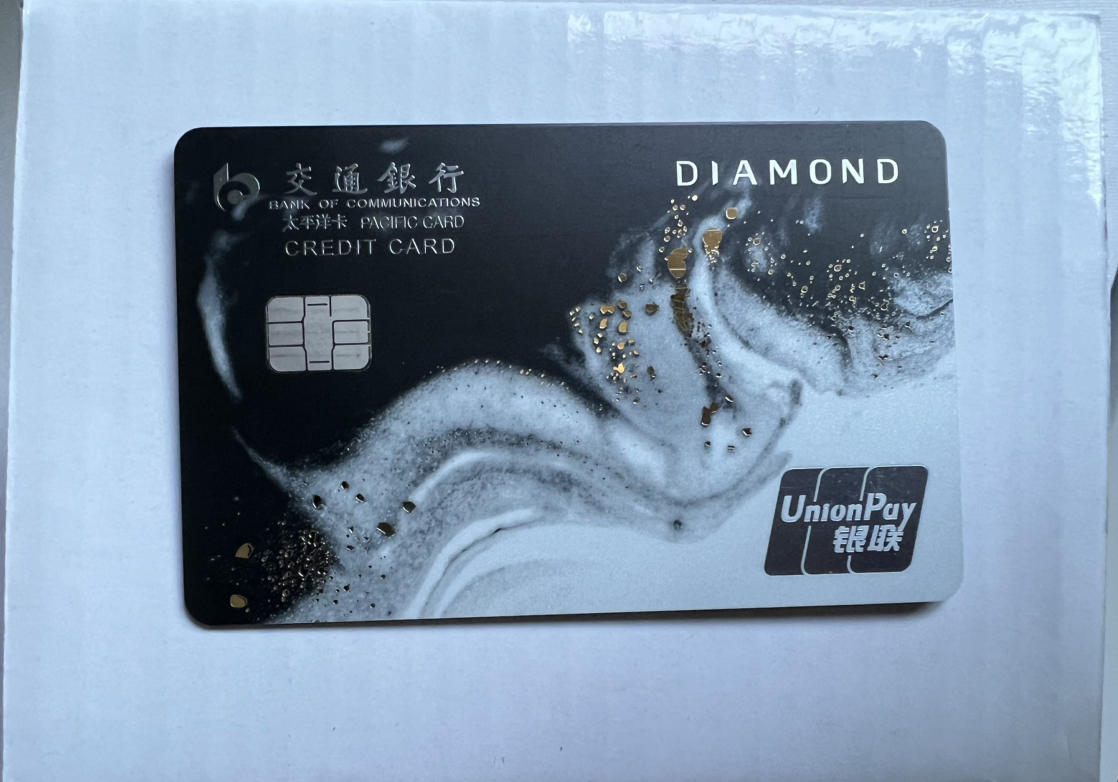 交通銀行
BANK OF COMMUNICATIONS
太平洋卡 PACIFIC CARD
CREDIT CARD
DIAMOND
UnionPay
银联